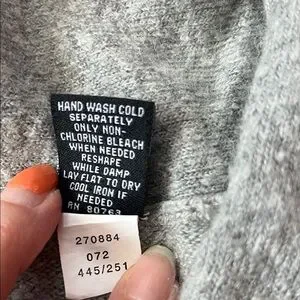 HAND WASH COLD
SEPARATELY
ONLY NON-
CHLORINE BLEACH
WHEN NEEDED
RESHAPE
WHILE DAMP
LAY FLAT TO DRY
COOL IRON IF
NEEDED
RN 80763
270884
072
445/251